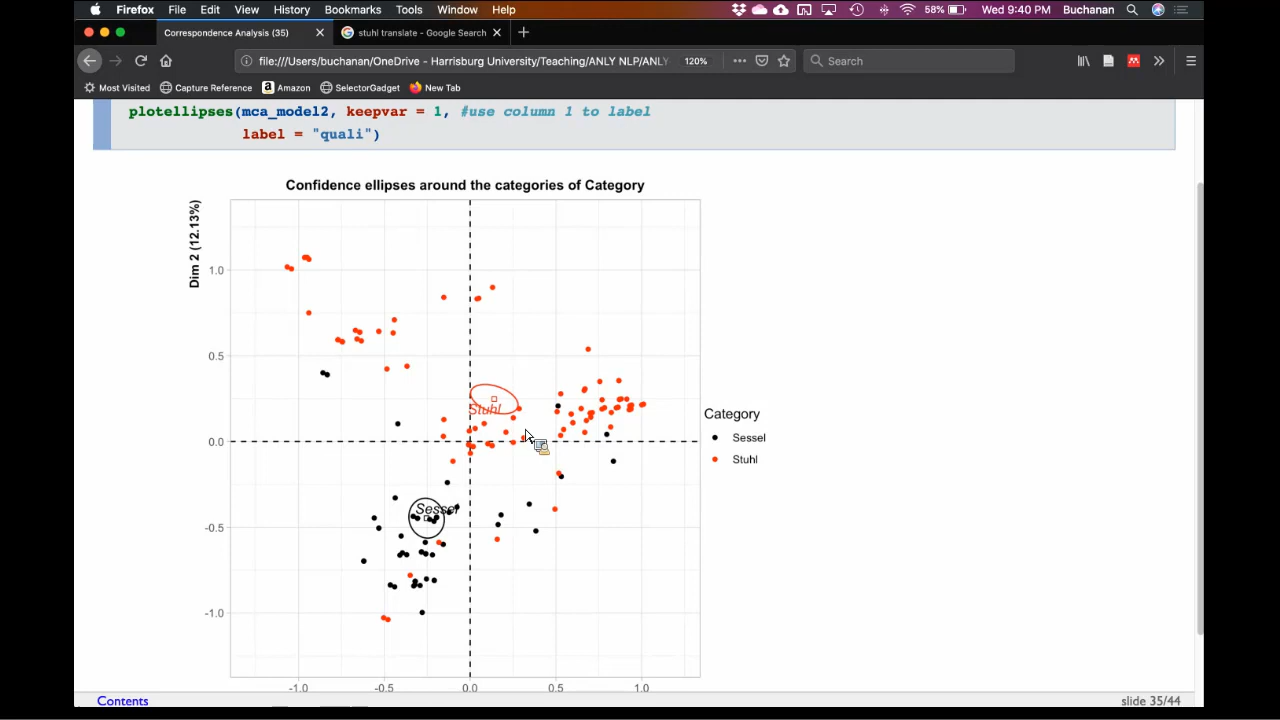 Firefox File Edit View History Bookmarks Tools Window Help 58% Wed 9:40 PM Buchanan
Correspondence Analysis (35) stuhl translate - Google Search
file:///Users/buchanan/OneDrive - Harrisburg University/Teaching/ANLY NLP/ANLY 120% Search
Most Visited Capture Reference Amazon SelectorGadget New Tab
plotellipses(mca_model2, keepvar = 1, #use column 1 to label
label = "quali")
Confidence ellipses around the categories of Category
Dim 2 (12.13%)
1.0
0.5
Stuhl
Category
0.0
Sessel
Stuhl
Sessel
-0.5
-1.0
-1.0 -0.5 0.0 0.5 1.0
Contents slide 35/44